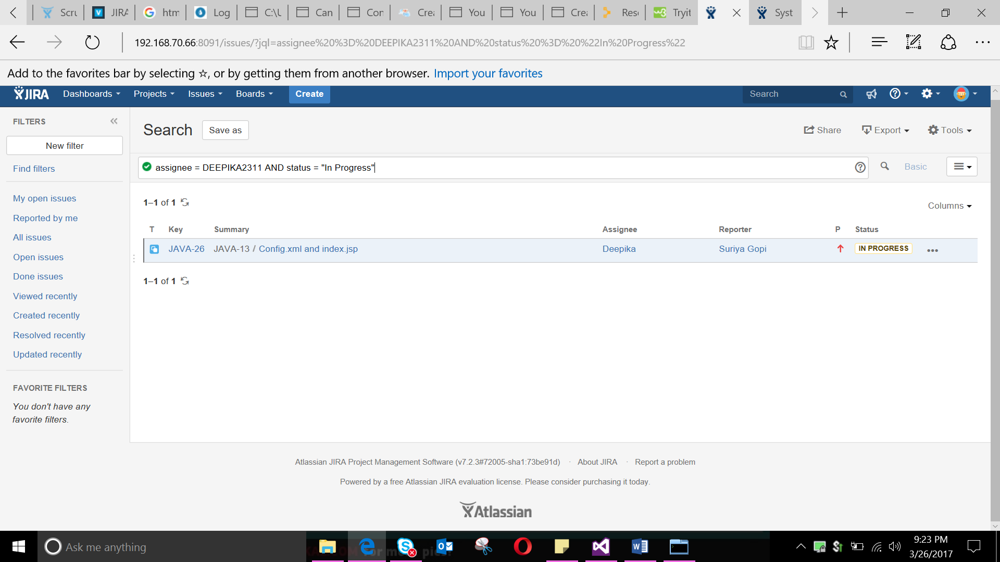 Scru JIRA htm Log C:\U Can Con Crea You You Crea Reso Tryit Syst
192.168.70.66:8091/issues/?jql=assignee%20%3D%20DEEPIKA2311%20AND%20status%20%3D%20%22In%20Progress%22
Add to the favorites bar by selecting ☆, or by getting them from another browser. Import your favorites
JIRA Dashboards Projects Issues Boards Create Search
FILTERS
New filter
Find filters
My open issues
Reported by me
All issues
Open issues
Done issues
Viewed recently
Created recently
Resolved recently
Updated recently
FAVORITE FILTERS
You don't have any
favorite filters.
Search Save as Share Export Tools
assignee = DEEPIKA2311 AND status = "In Progress" Basic
1–1 of 1
Columns
T Key Summary Assignee Reporter P Status
JAVA-26 JAVA-13 / Config.xml and index.jsp Deepika Suriya Gopi IN PROGRESS
1–1 of 1
Atlassian JIRA Project Management Software (v7.2.3#72005-sha1:73be91d) · About JIRA · Report a problem
Powered by a free Atlassian JIRA evaluation license. Please consider purchasing it today.
Atlassian
Ask me anything
9:23 PM
3/26/2017